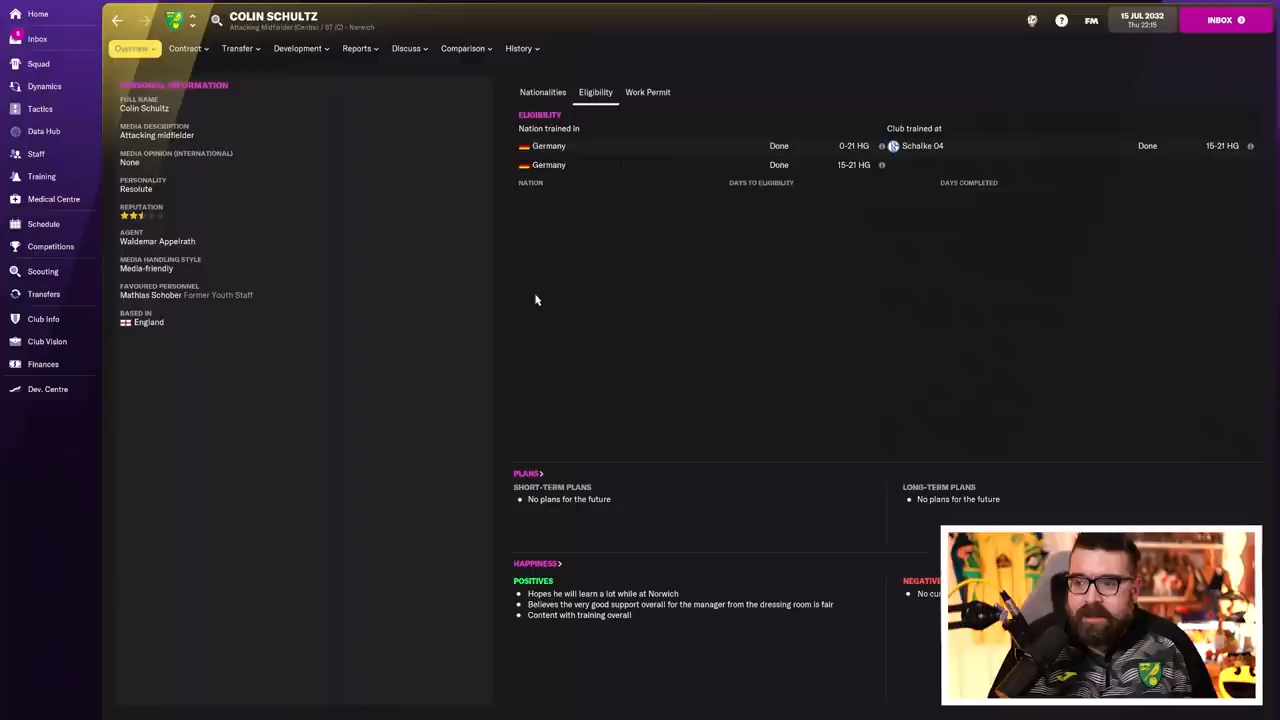 Home
5
Inbox
Squad
Dynamics
Tactics
Data Hub
Staff
Training
Medical Centre
Schedule
Competitions
Scouting
Transfers
Club Info
Club Vision
Finances
Dev. Centre
COLIN SCHULTZ
Attacking Midfielder (Centre) / ST (C) - Norwich
? FM
15 JUL 2032
Thu 22:15
INBOX
Overview Contract Transfer Development Reports Discuss Comparison History
PERSONAL INFORMATION
FULL NAME
Colin Schultz
MEDIA DESCRIPTION
Attacking midfielder
MEDIA OPINION (INTERNATIONAL)
None
PERSONALITY
Resolute
REPUTATION
AGENT
Waldemar Appelrath
MEDIA HANDLING STYLE
Media-friendly
FAVOURED PERSONNEL
Mathias Schober Former Youth Staff
BASED IN
England
Nationalities Eligibility Work Permit
ELIGIBILITY
Nation trained in Club trained at
Germany Done 0-21 HG Schalke 04 Done 15-21 HG
Germany Done 15-21 HG
NATION DAYS TO ELIGIBILITY DAYS COMPLETED
PLANS
SHORT-TERM PLANS LONG-TERM PLANS
• No plans for the future • No plans for the future
HAPPINESS
POSITIVES
• Hopes he will learn a lot while at Norwich
• Believes the very good support overall for the manager from the dressing room is fair
• Content with training overall
• No